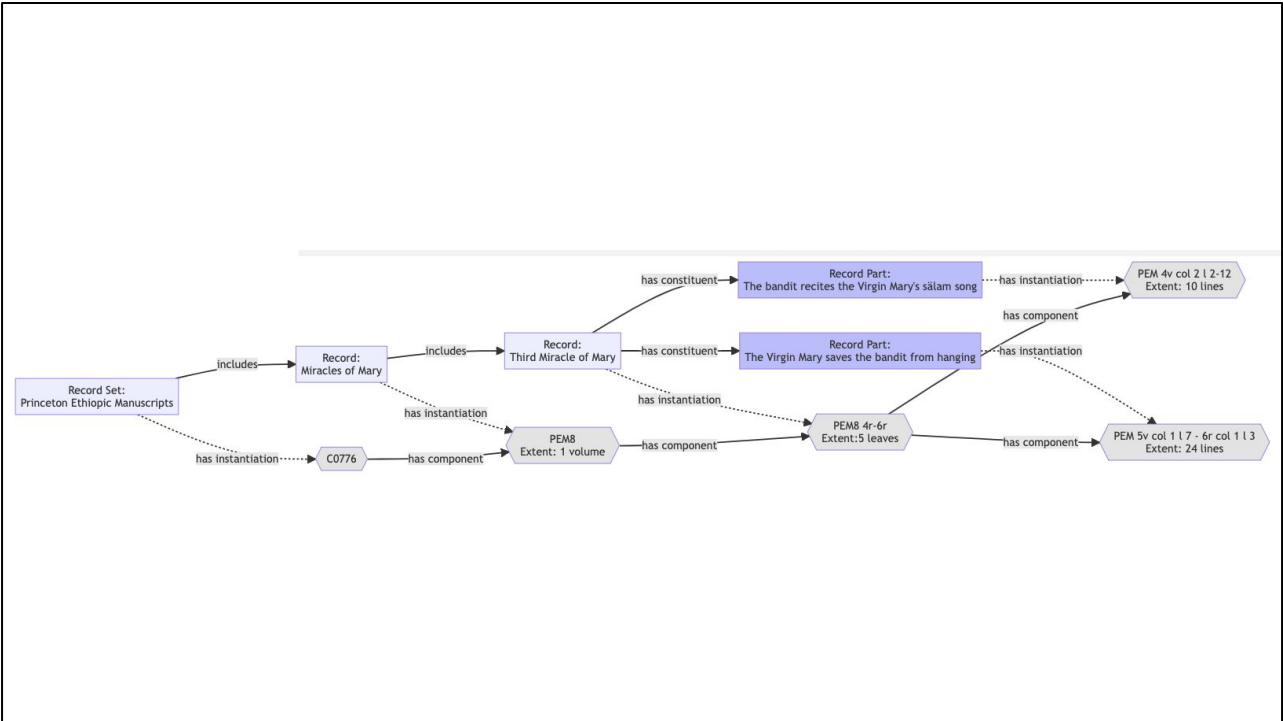 has constituent
Record Part:
The bandit recites the Virgin Mary's sälam song
has instantiation
PEM 4v col 2 l 2-12
Extent: 10 lines
has component
includes
Record:
Miracles of Mary
includes
Record:
Third Miracle of Mary
has constituent
Record Part:
The Virgin Mary saves the bandit from hanging
has instantiation
Record Set:
Princeton Ethiopic Manuscripts
has instantiation
has instantiation
PEM8 4r-6r
Extent:5 leaves
has instantiation
C0776
has component
PEM8
Extent: 1 volume
has component
has component
PEM 5v col 1 l 7 - 6r col 1 l 3
Extent: 24 lines